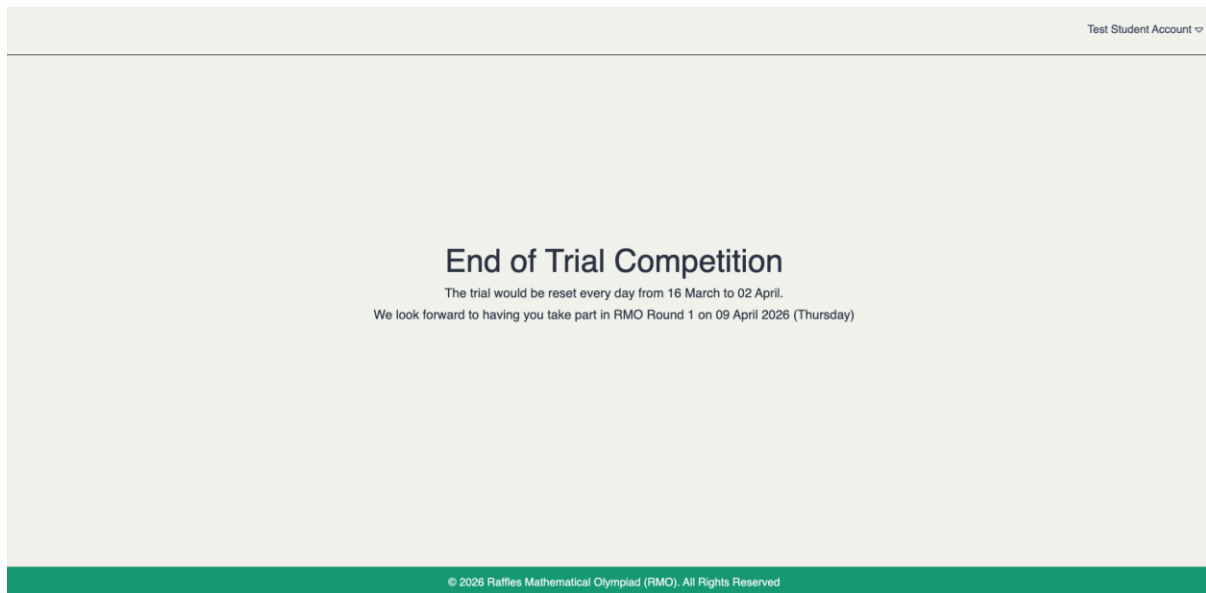 Test Student Account
End of Trial Competition
The trial would be reset every day from 16 March to 02 April.
We look forward to having you take part in RMO Round 1 on 09 April 2026 (Thursday)
© 2026 Raffles Mathematical Olympiad (RMO). All Rights Reserved